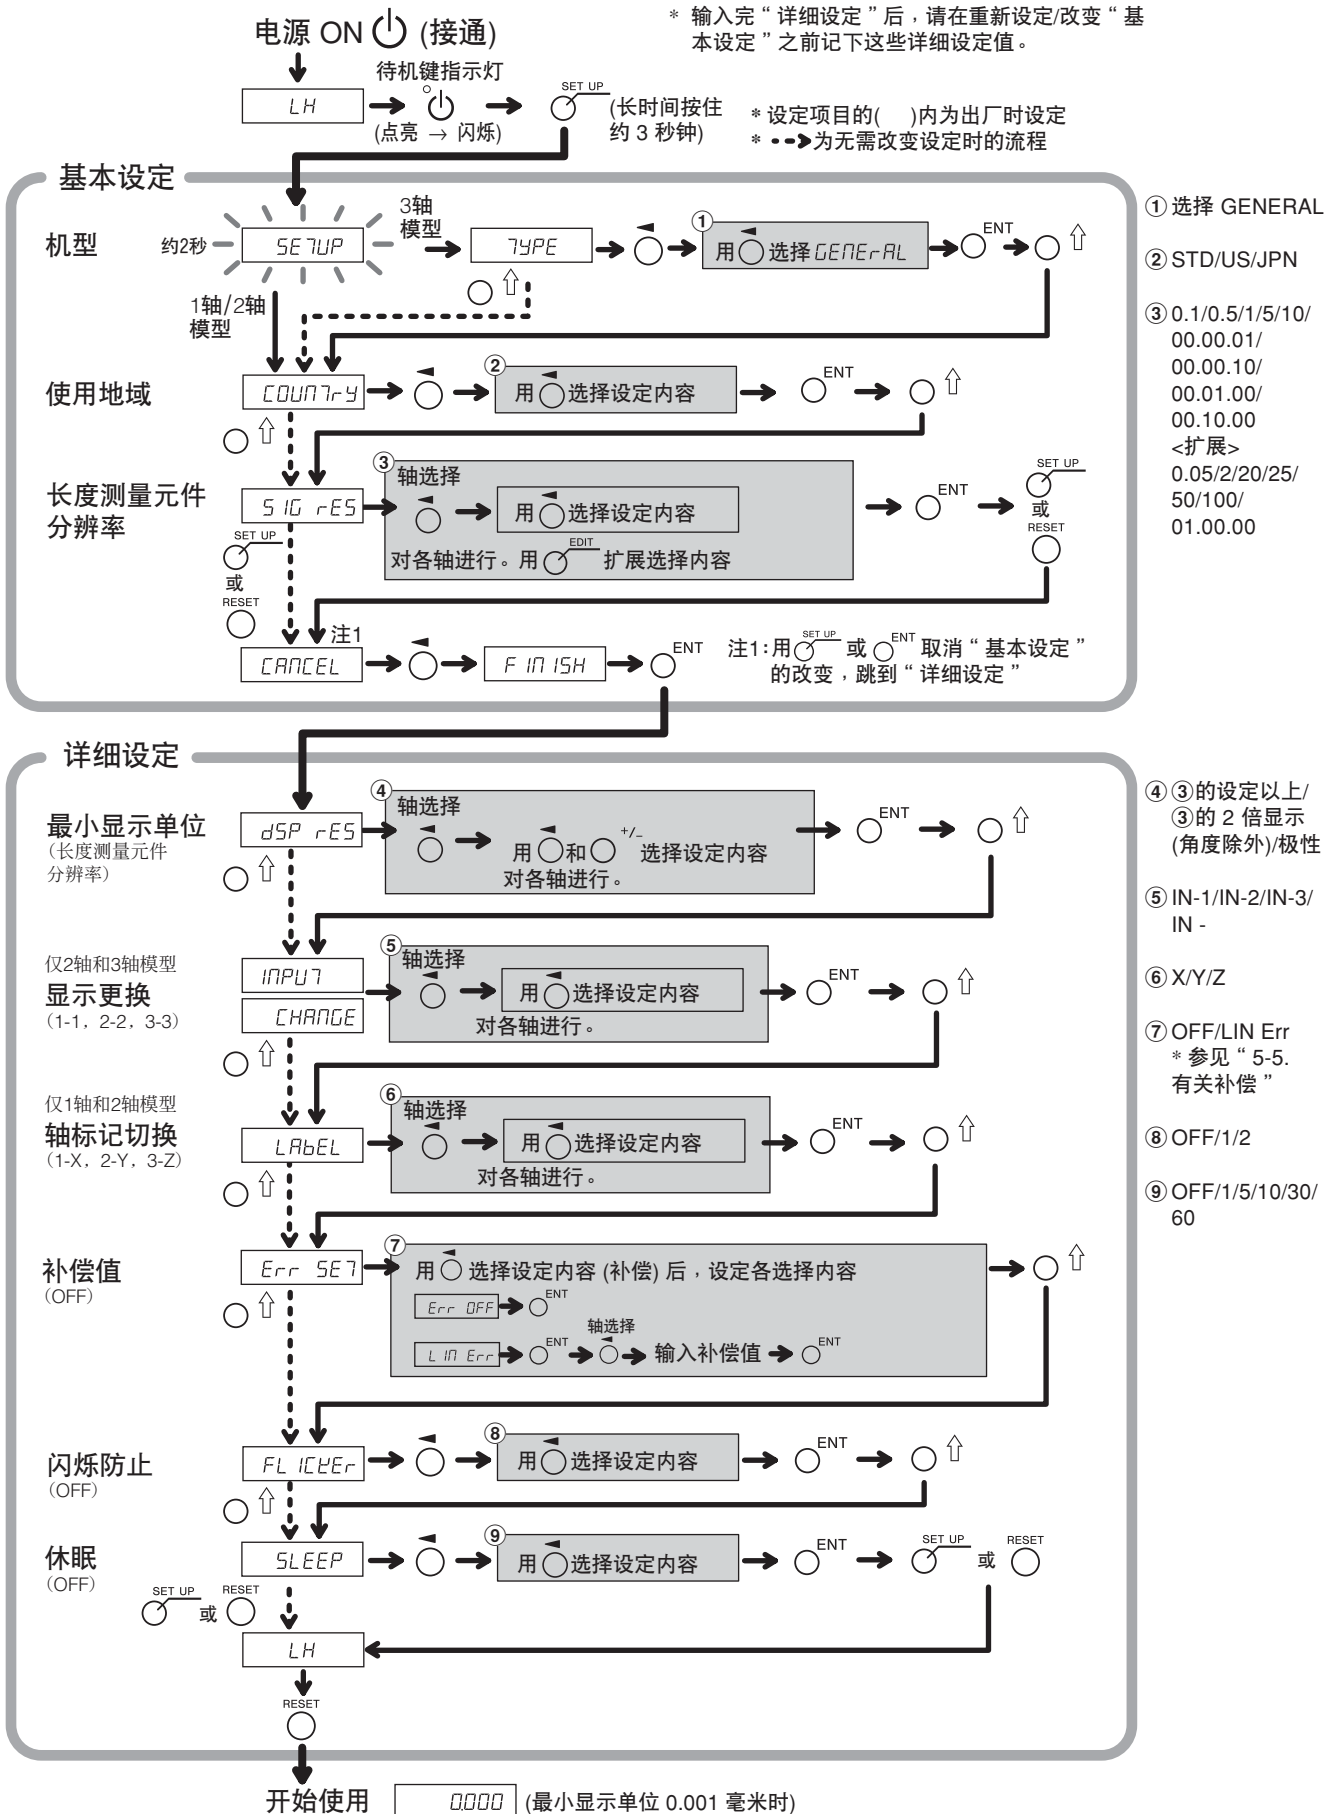 电源 ON (接通)
* 输入完“详细设定”后,请在重新设定/改变“基
本设定”之前记下这些详细设定值。
待机键指示灯
LH
(点亮 → 闪烁)
SET UP
(长时间按住
约 3 秒钟)
* 设定项目的(　)内为出厂时设定
* 为无需改变设定时的流程
基本设定
机型
约2秒
SETUP
3轴
模型
TYPE
①
用 选择 GENErAL
ENT
1轴/2轴
模型
① 选择 GENERAL
② STD/US/JPN
③ 0.1/0.5/1/5/10/
00.00.01/
00.00.10/
00.01.00/
00.10.00
<扩展>
0.05/2/20/25/
50/100/
01.00.00
使用地域
COUNTrY
②
用 选择设定内容
ENT
长度测量元件
分辨率
SIG rES
③
轴选择
用 选择设定内容
对各轴进行。用 EDIT 扩展选择内容
ENT
SET UP
或
RESET
SET UP
或
RESET
注1
CANCEL
FINISH
ENT
注1:用 SET UP 或 ENT 取消“基本设定”
的改变,跳到“详细设定”
详细设定
最小显示单位
(长度测量元件
分辨率)
dSP rES
④
轴选择
用 和 +/- 选择设定内容
对各轴进行。
ENT
④ ③的设定以上/
③的 2 倍显示
(角度除外)/极性
⑤ IN-1/IN-2/IN-3/
IN -
⑥ X/Y/Z
⑦ OFF/LIN Err
* 参见“5-5.
有关补偿”
⑧ OFF/1/2
⑨ OFF/1/5/10/30/
60
仅2轴和3轴模型
显示更换
(1-1, 2-2, 3-3)
INPUT
CHANGE
⑤
轴选择
用 选择设定内容
对各轴进行。
ENT
仅1轴和2轴模型
轴标记切换
(1-X, 2-Y, 3-Z)
LAbEL
⑥
轴选择
用 选择设定内容
对各轴进行。
ENT
补偿值
(OFF)
Err SET
⑦
用 选择设定内容 (补偿) 后,设定各选择内容
Err OFF
ENT
LIN Err
ENT
轴选择
输入补偿值
ENT
闪烁防止
(OFF)
FLICKEr
⑧
用 选择设定内容
ENT
休眠
(OFF)
SLEEP
⑨
用 选择设定内容
ENT
SET UP 或 RESET
SET UP 或 RESET
LH
RESET
开始使用
0.000
(最小显示单位 0.001 毫米时)